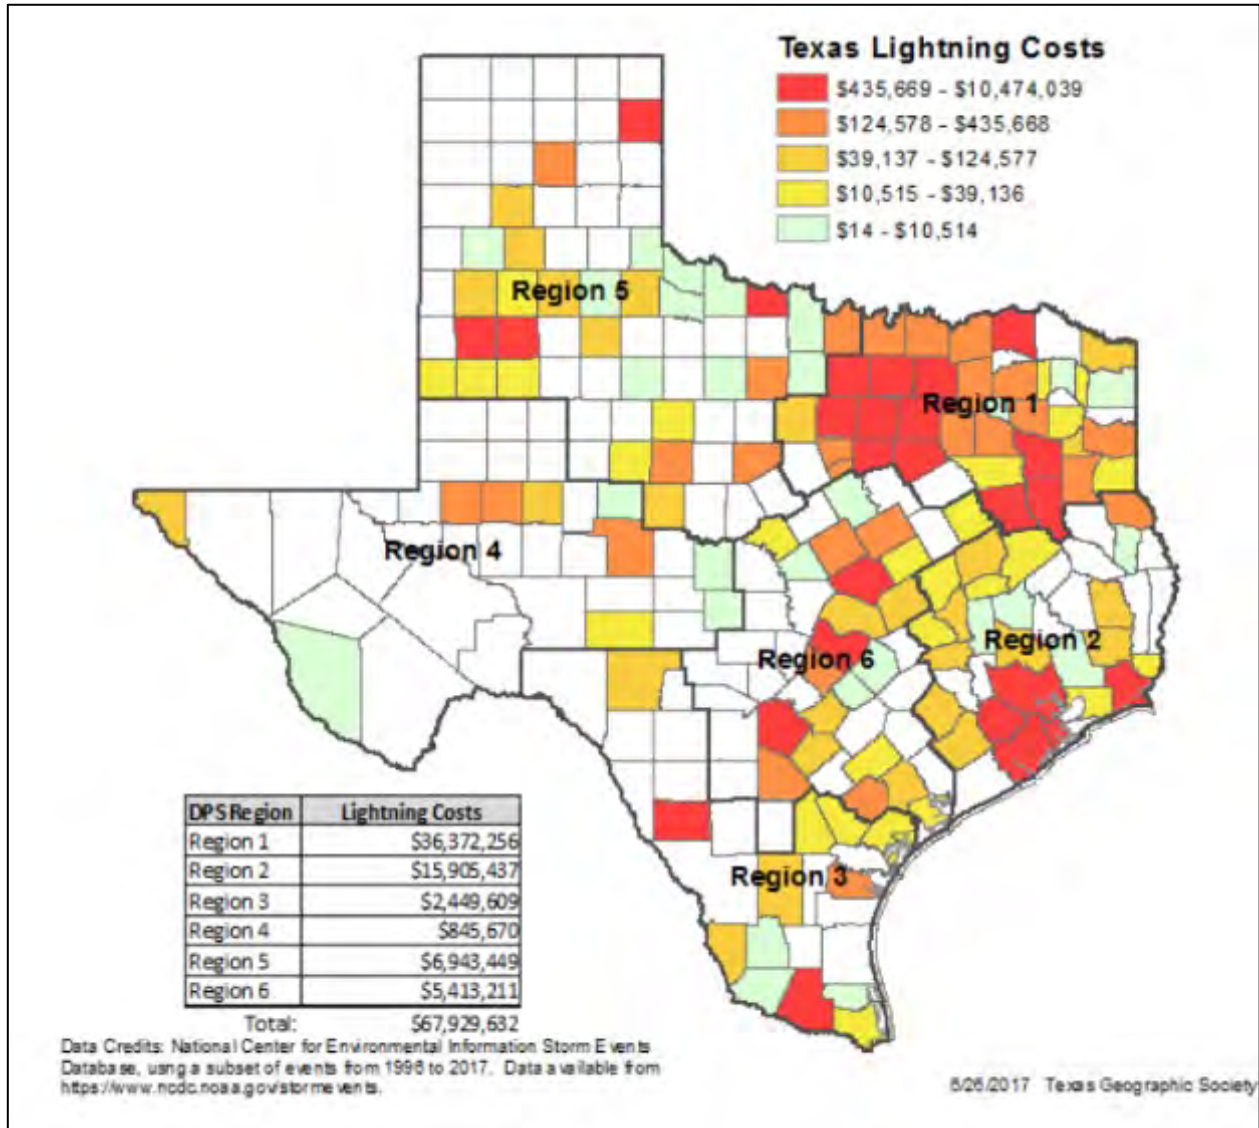 Texas Lightning Costs
$435,669 - $10,474,039
$124,578 - $435,668
$39,137 - $124,577
$10,515 - $39,136
$14 - $10,514
Region 5
Region 1
Region 4
Region 2
Region 6
Region 3
DPS Region Lightning Costs
Region 1 $36,372,256
Region 2 $15,905,437
Region 3 $2,449,609
Region 4 $845,670
Region 5 $6,943,449
Region 6 $5,413,211
Total: $67,929,632
Data Credits: National Center for Environmental Information Storm Events
Database, using a subset of events from 1996 to 2017. Data available from
https://www.ncdc.noaa.gov/stormevents.
Texas Geographic Society